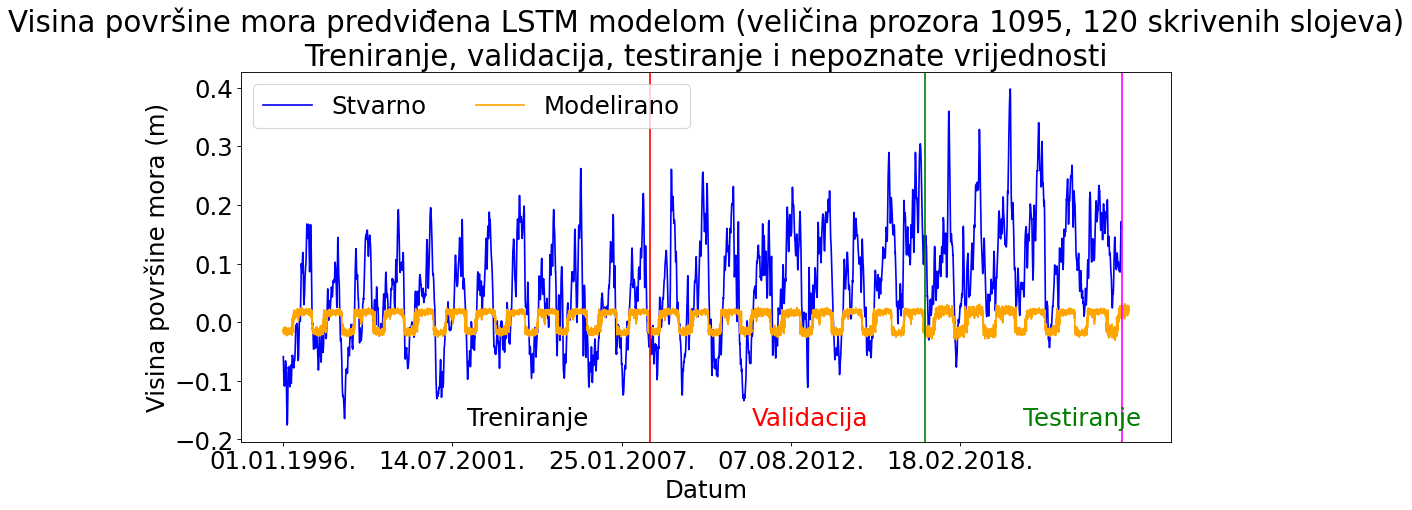 Visina površine mora predviđena LSTM modelom (veličina prozora 1095, 120 skrivenih slojeva)
Treniranje, validacija, testiranje i nepoznate vrijednosti
Stvarno Modelirano
Visina površine mora (m)
0.4
0.3
0.2
0.1
0.0
−0.1
−0.2
Treniranje Validacija Testiranje
01.01.1996. 14.07.2001. 25.01.2007. 07.08.2012. 18.02.2018.
Datum